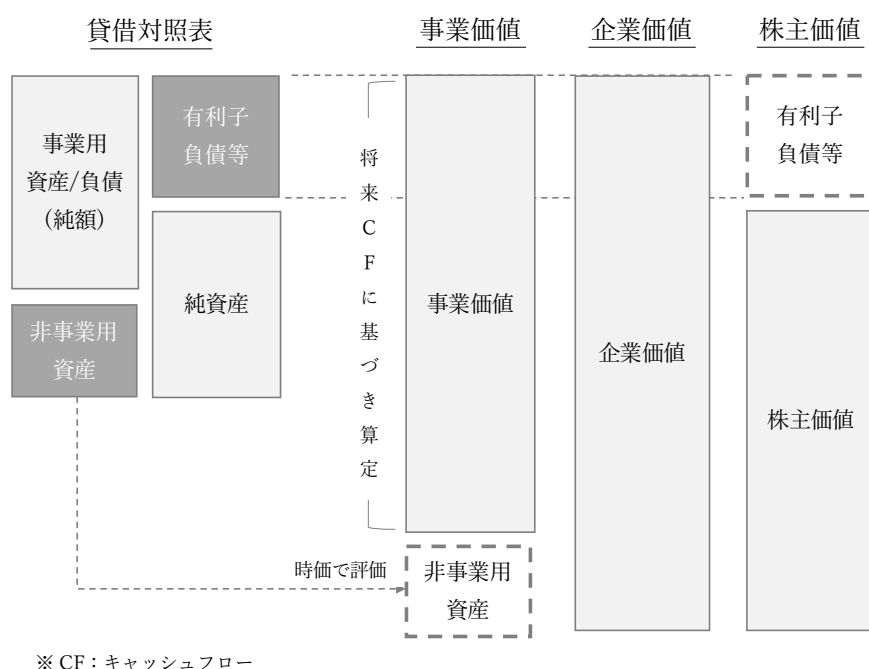 貸借対照表
事業価値
企業価値
株主価値
事業用
資産/負債
(純額)
有利子
負債等
非事業用
資産
純資産
将来CFに基づき算定
事業価値
時価で評価
非事業用
資産
企業価値
有利子
負債等
株主価値
※ CF：キャッシュフロー